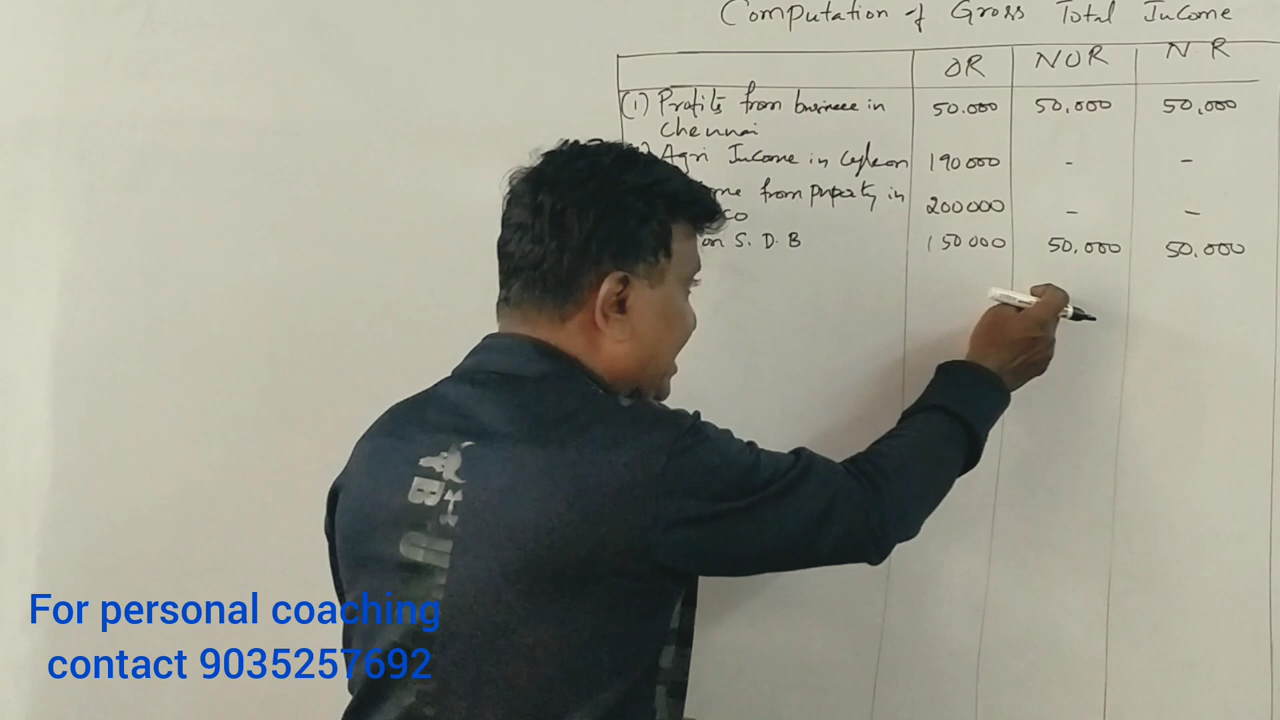 Computation of Gross Total Income
OR NOR NR
(1) Profits from business in 50.000 50,000 50,000
Chennai
Agri Income in Ceylon 190000 - -
from property in
200000 - -
on S. D. B 150000 50,000 50,000
For personal coaching
contact 9035257692